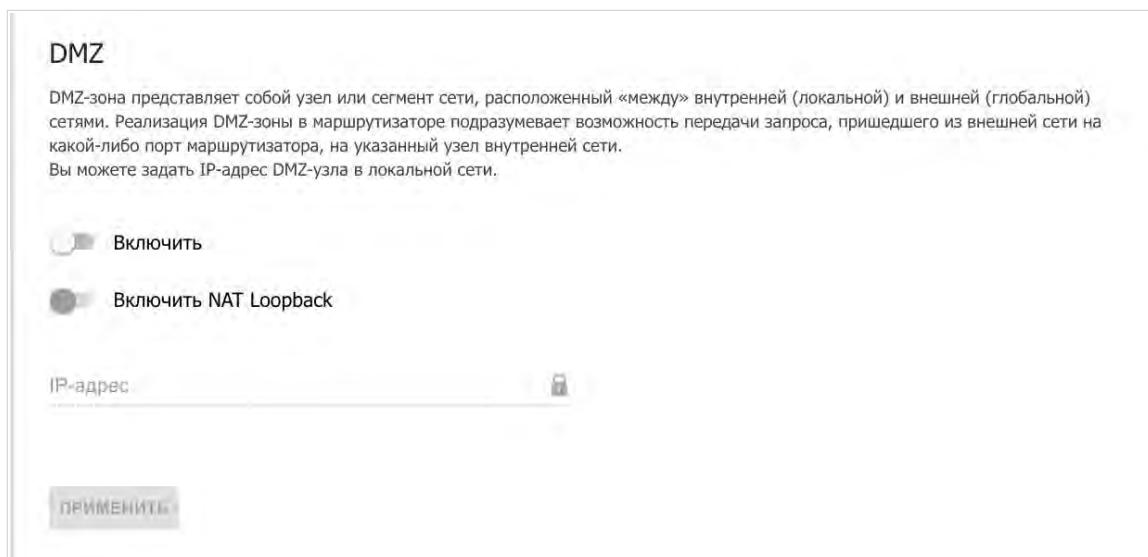 DMZ
DMZ-зона представляет собой узел или сегмент сети, расположенный «между» внутренней (локальной) и внешней (глобальной)
сетями. Реализация DMZ-зоны в маршрутизаторе подразумевает возможность передачи запроса, пришедшего из внешней сети на
какой-либо порт маршрутизатора, на указанный узел внутренней сети.
Вы можете задать IP-адрес DMZ-узла в локальной сети.
Включить
Включить NAT Loopback
IP-адрес
ПРИМЕНИТЬ